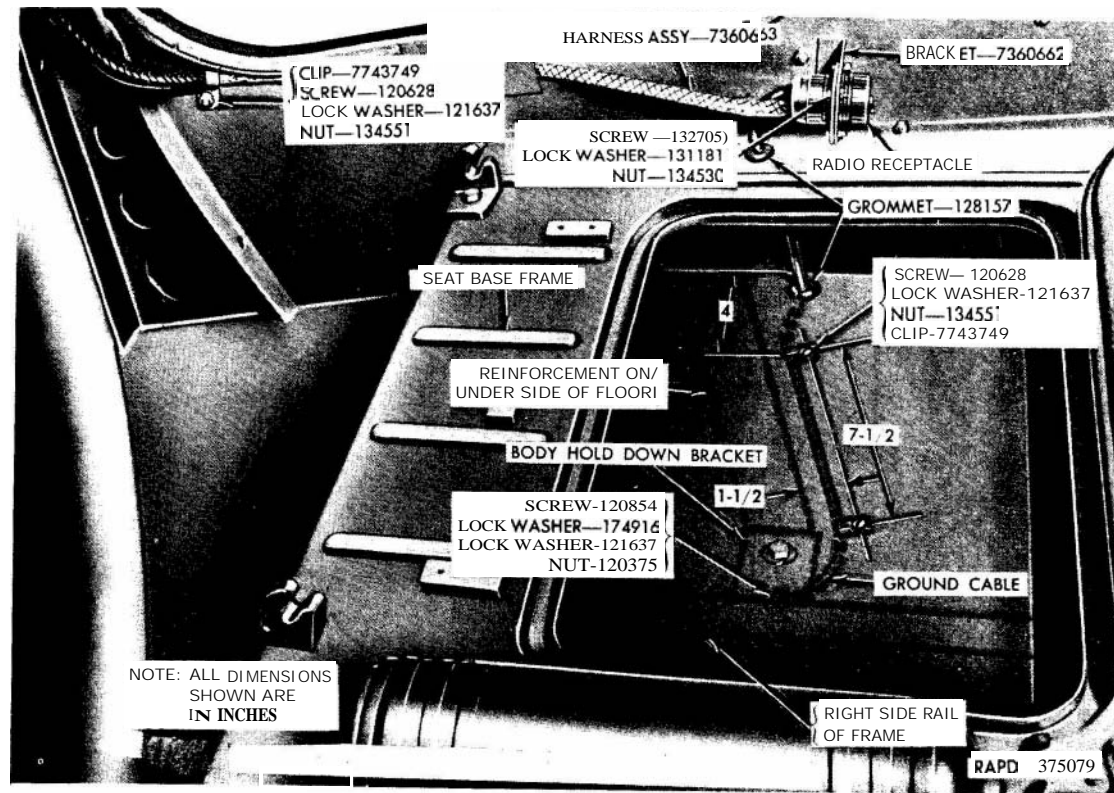 HARNESS ASSY—7360663
BRACKET—7360662
CLIP—7743749
SCREW—120628
LOCK WASHER—121637
NUT—134551
SCREW —132705)
LOCK WASHER—131181
NUT—134530
RADIO RECEPTACLE
GROMMET—128157
SEAT BASE FRAME
SCREW— 120628
LOCK WASHER-121637
NUT—134551
CLIP-7743749
4
REINFORCEMENT ON/
UNDER SIDE OF FLOORI
7-1/2
BODY HOLD DOWN BRACKET
1-1/2
SCREW-120854
LOCK WASHER—174916
LOCK WASHER-121637
NUT-120375
GROUND CABLE
NOTE: ALL DIMENSIONS
SHOWN ARE
IN INCHES
RIGHT SIDE RAIL
OF FRAME
RAPD 375079